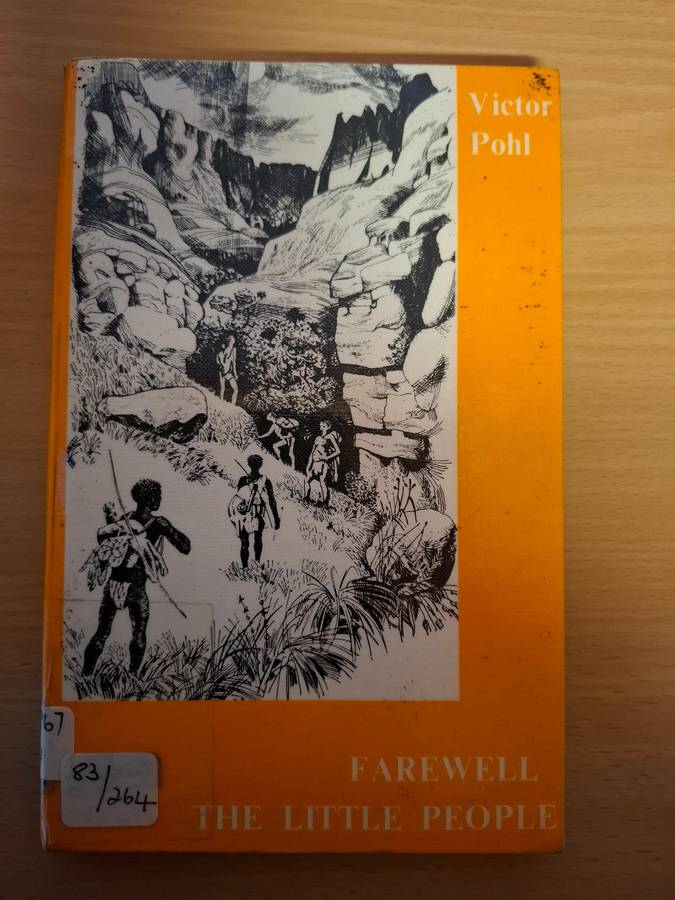 Victor
Pohl
FAREWELL
THE LITTLE PEOPLE
67
83/264